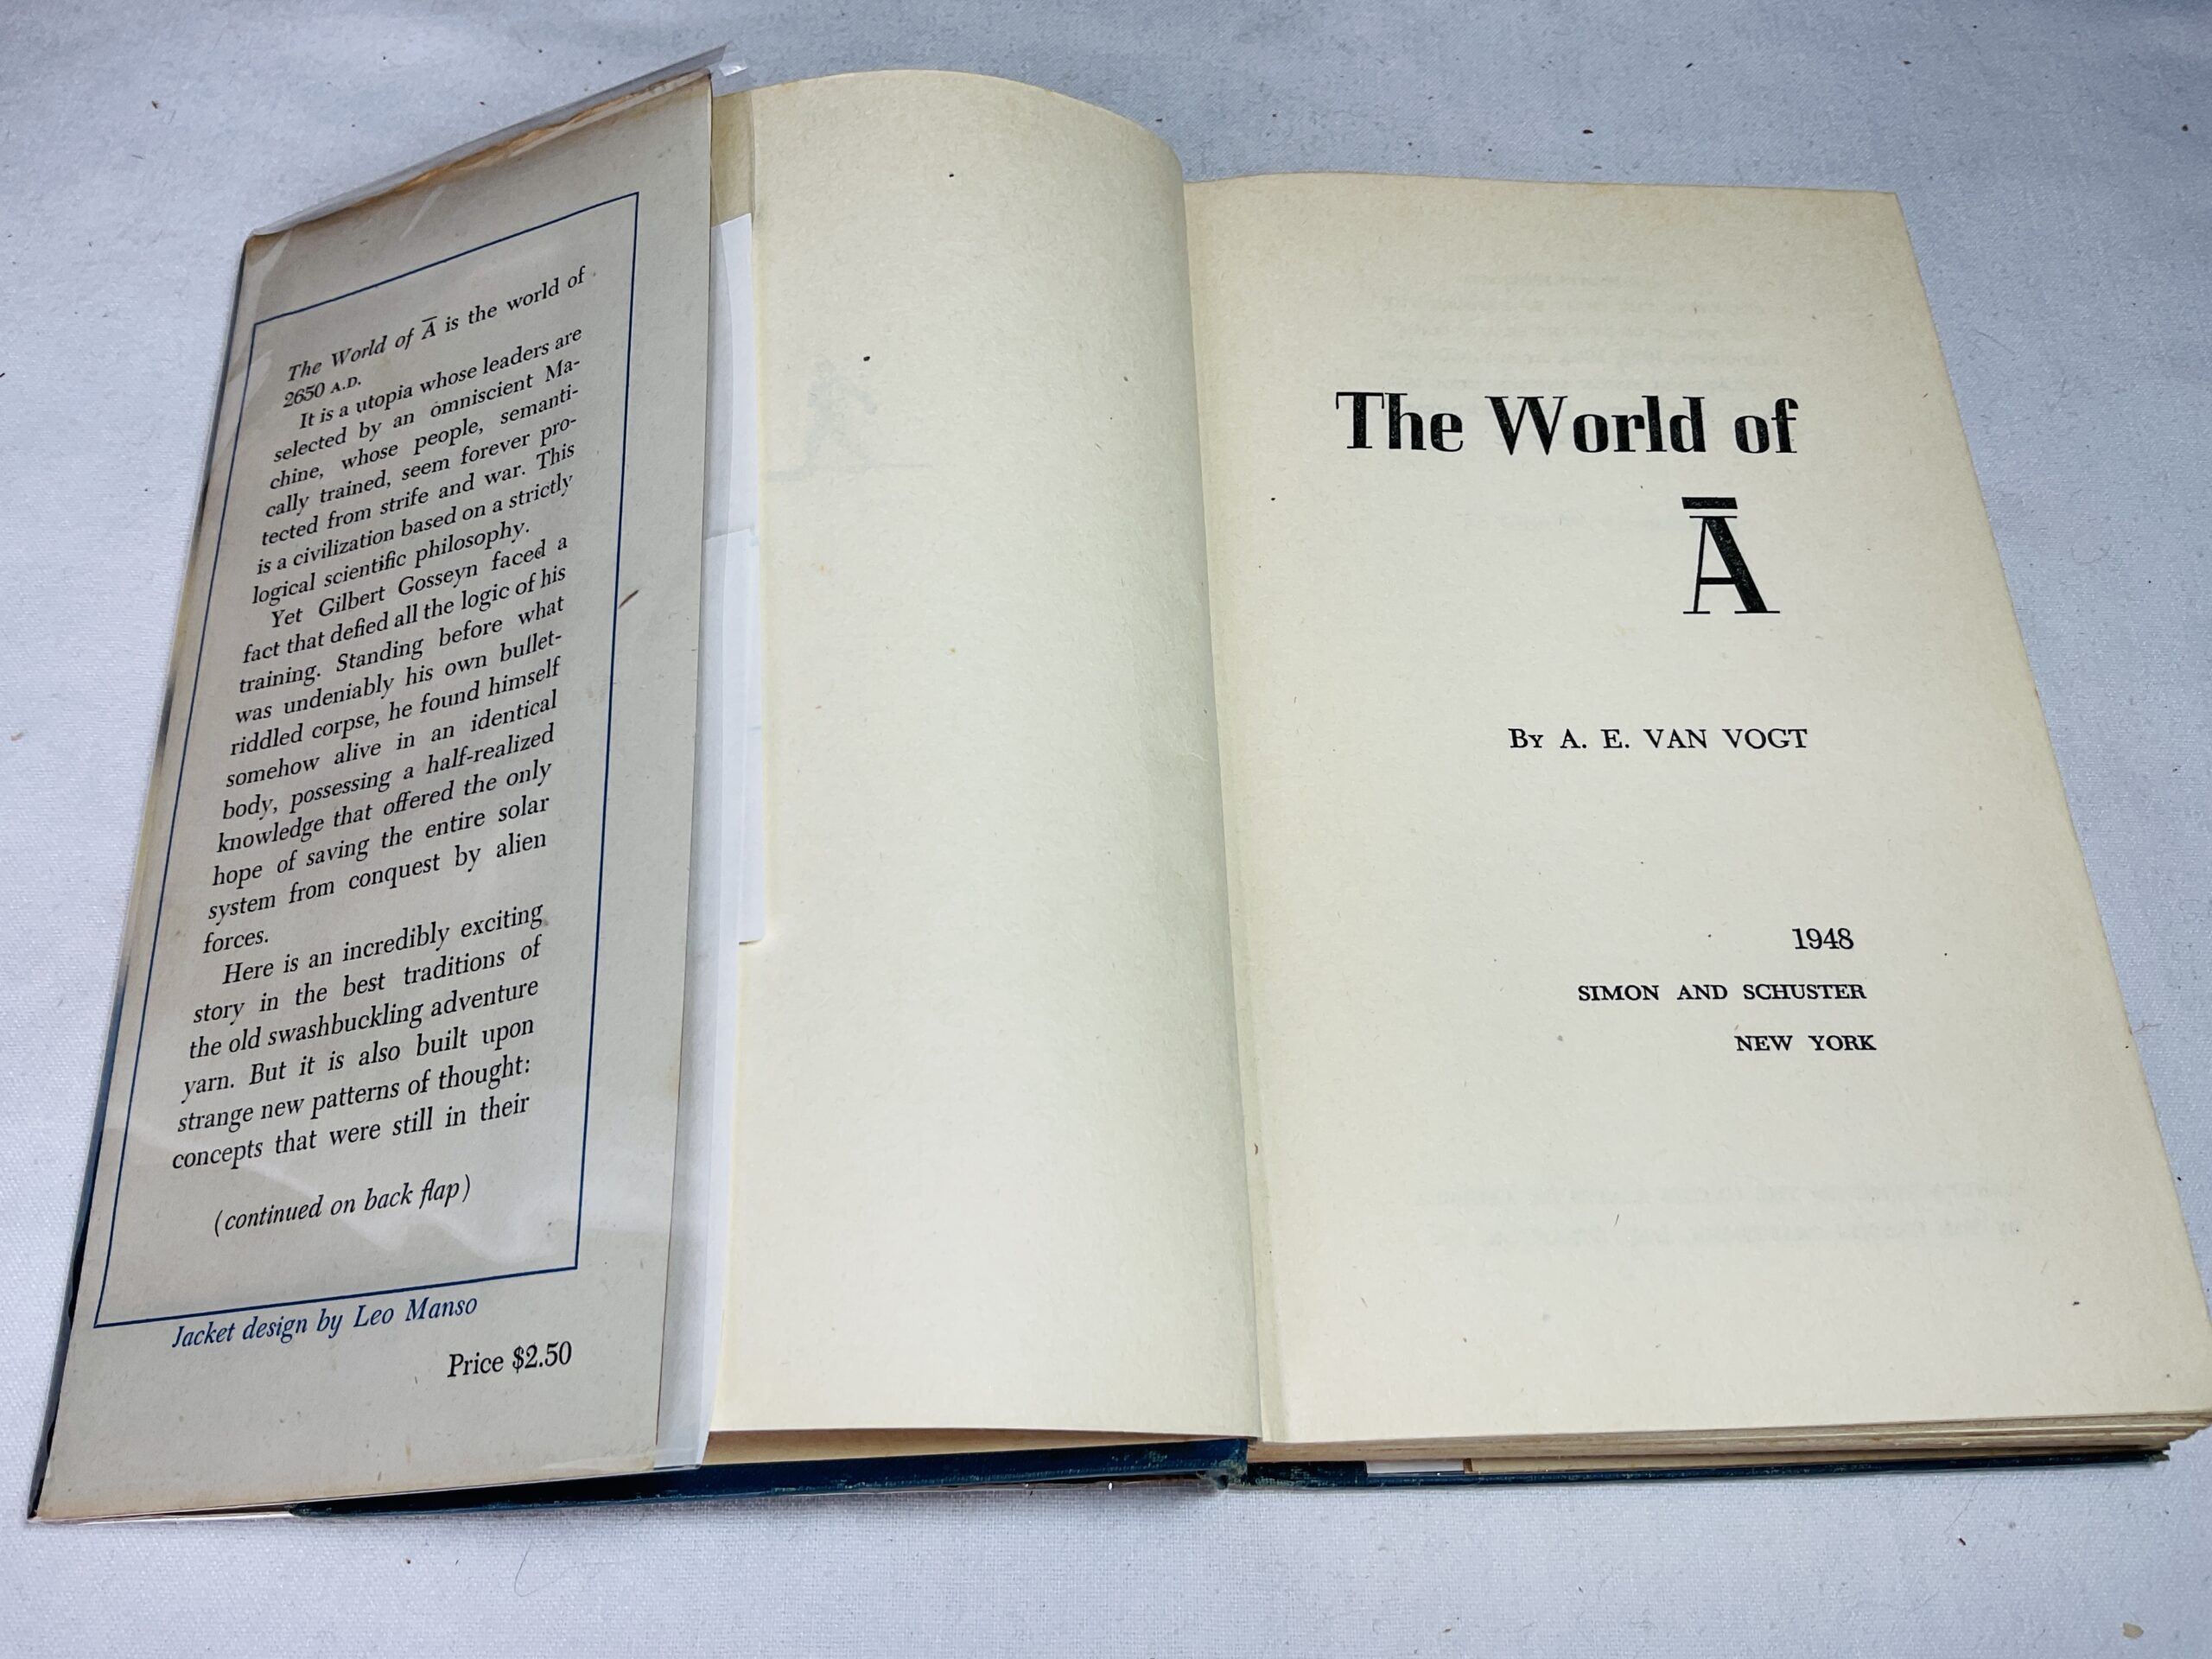 The World of Ā is the world of
2650 A.D.
It is a utopia whose leaders are
selected by an omniscient Ma-
chine, whose people, semanti-
cally trained, seem forever pro-
tected from strife and war. This
is a civilization based on a strictly
logical scientific philosophy.
Yet Gilbert Gosseyn faced a
fact that defied all the logic of his
training. Standing before what
was undeniably his own bullet-
riddled corpse, he found himself
somehow alive in an identical
body, possessing a half-realized
knowledge that offered the only
hope of saving the entire solar
system from conquest by alien
forces.
Here is an incredibly exciting
story in the best traditions of
the old swashbuckling adventure
yarn. But it is also built upon
strange new patterns of thought:
concepts that were still in their
(continued on back flap)
Jacket design by Leo Manso
Price $2.50
The World of
Ā
By A. E. VAN VOGT
1948
SIMON AND SCHUSTER
NEW YORK